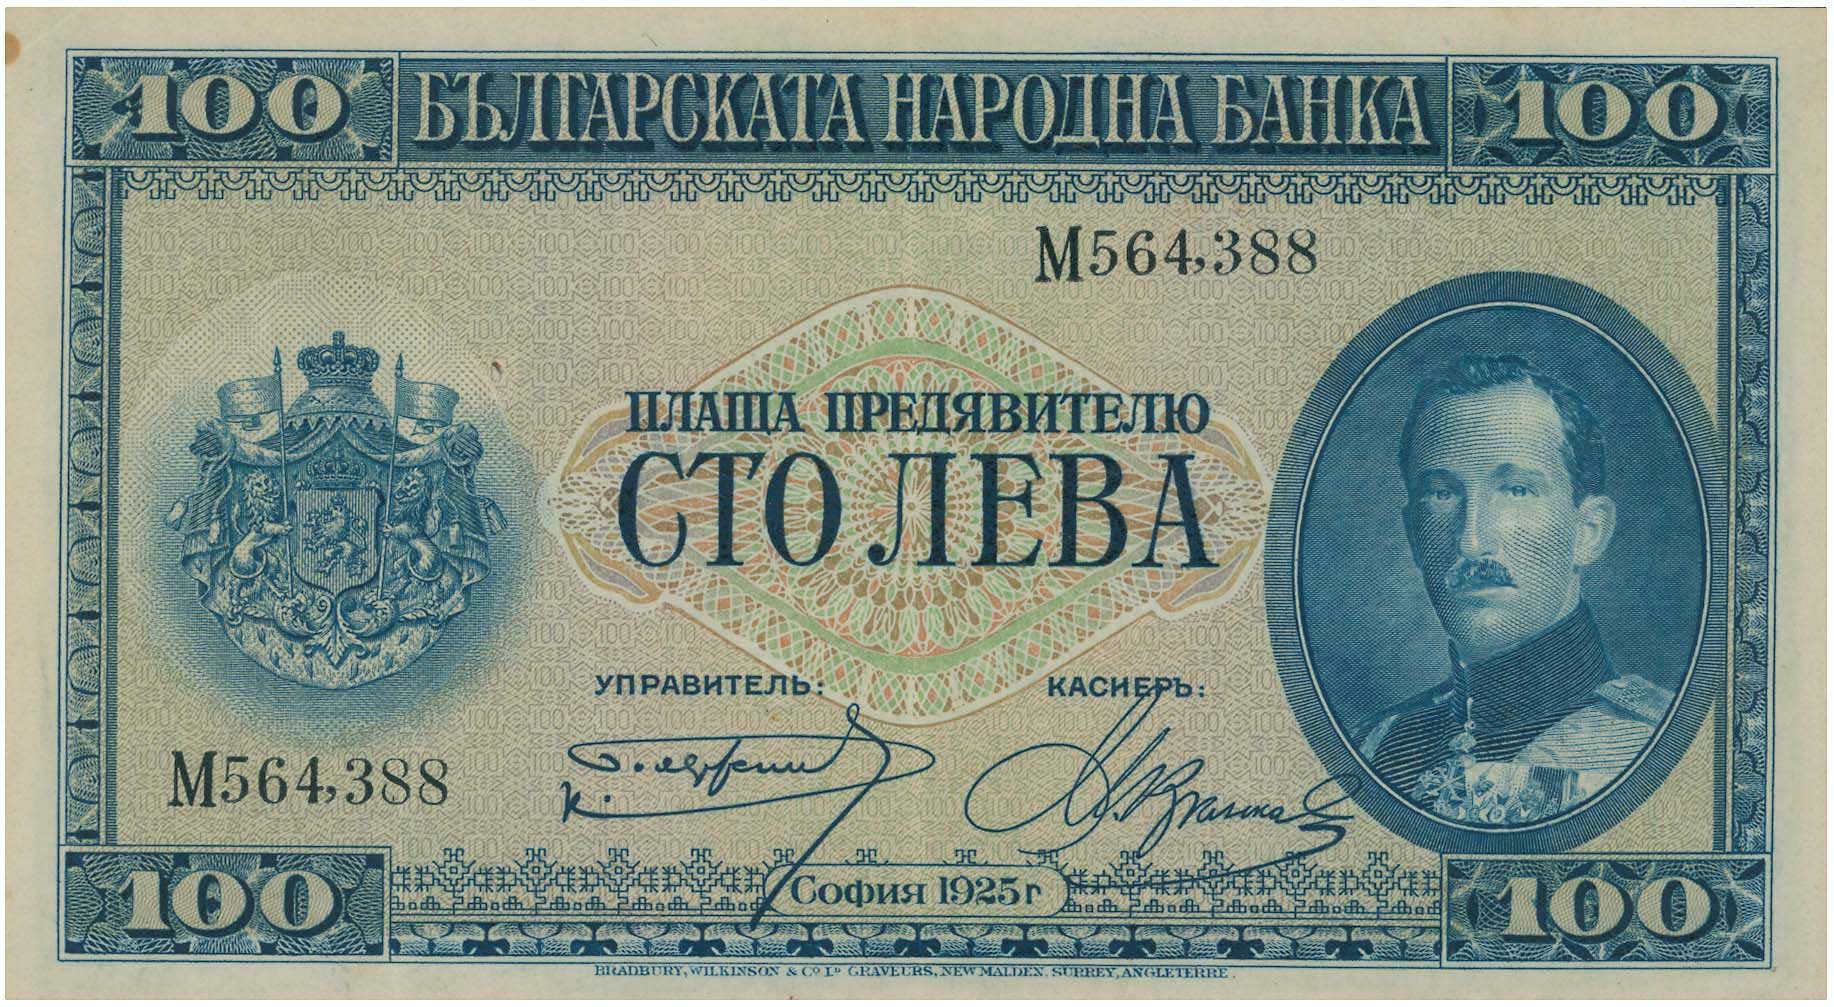 100 БЪЛГАРСКАТА НАРОДНА БАНКА 100
M564,388
ПЛАЩА ПРЕДЯВИТЕЛЮ
СТО ЛЕВА
УПРАВИТЕЛЬ: КАСИЕРЪ:
M564,388
100 София 1925 г 100
BRADBURY, WILKINSON & Cº Lᴰ GRAVEURS, NEW MALDEN. SURREY, ANGLETERRE.